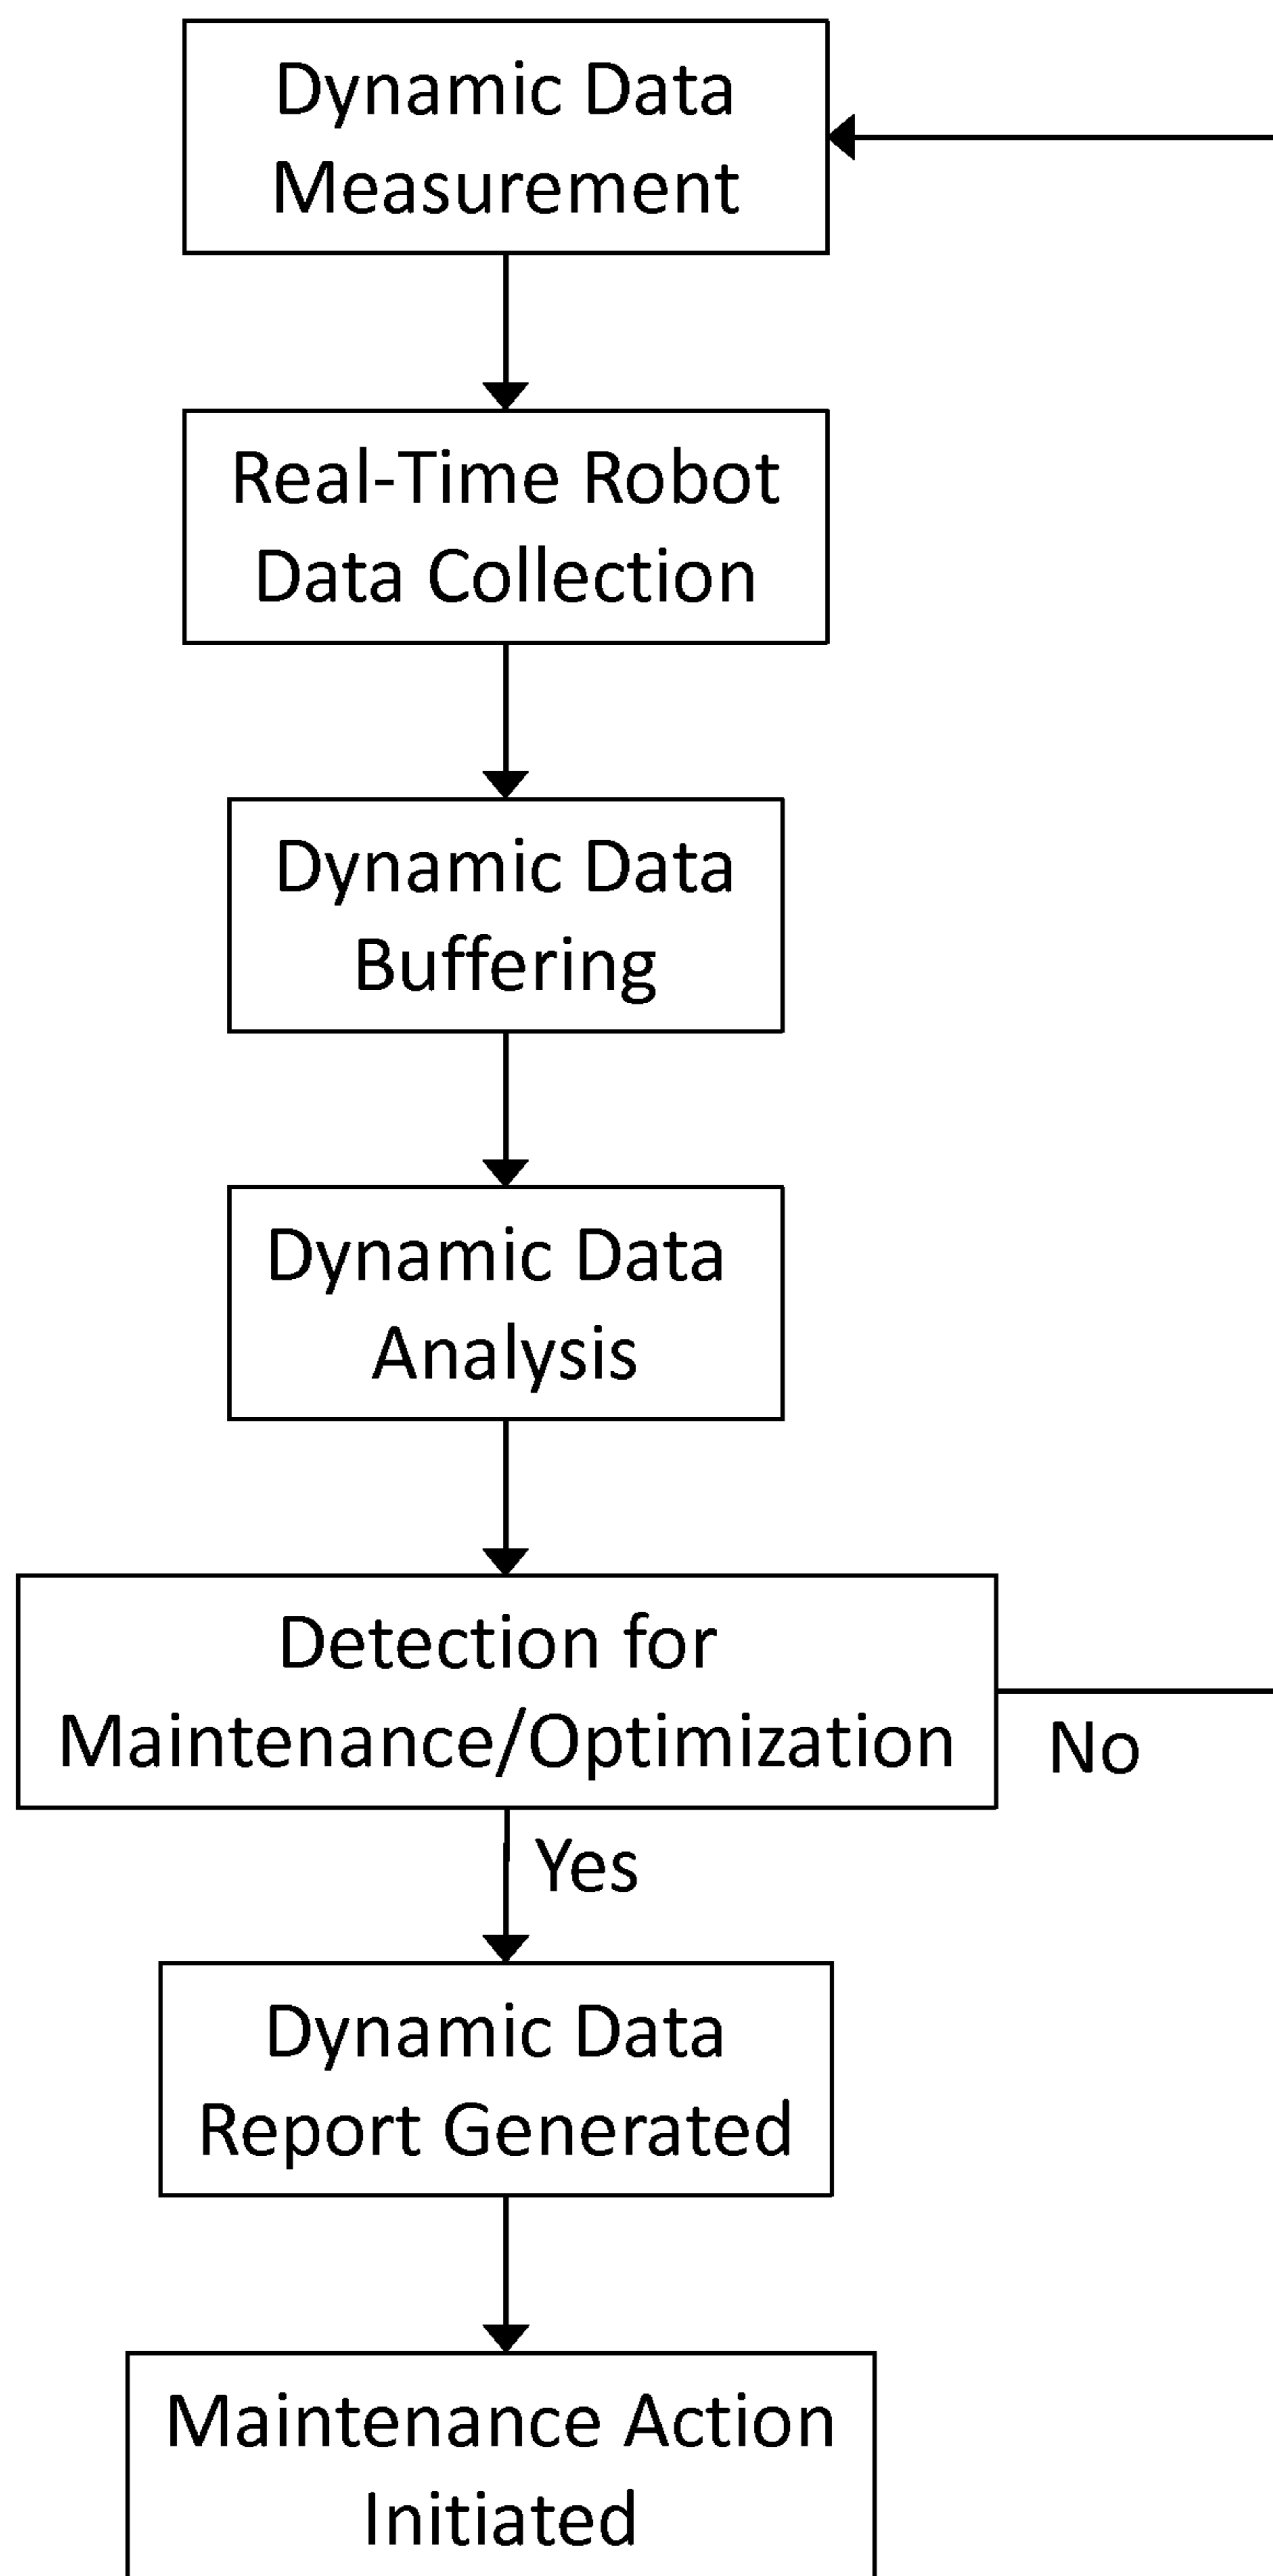 Dynamic Data
Measurement
Real-Time Robot
Data Collection
Dynamic Data
Buffering
Dynamic Data
Analysis
Detection for
Maintenance/Optimization
No
Yes
Dynamic Data
Report Generated
Maintenance Action
Initiated